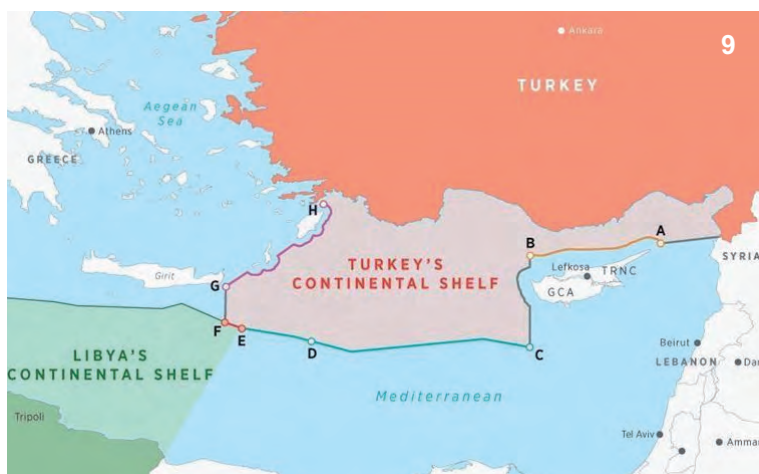 Ankara
9
TURKEY
Aegean
Sea
Athens
GREECE
H
A
B
Girit
G
TURKEY'S
CONTINENTAL SHELF
Lefkosa
TRNC
GCA
SYRIA
F
E
D
C
LIBYA'S
CONTINENTAL SHELF
Beirut
LEBANON
Da
Mediterranean
Tripoli
Tel Aviv
Amma